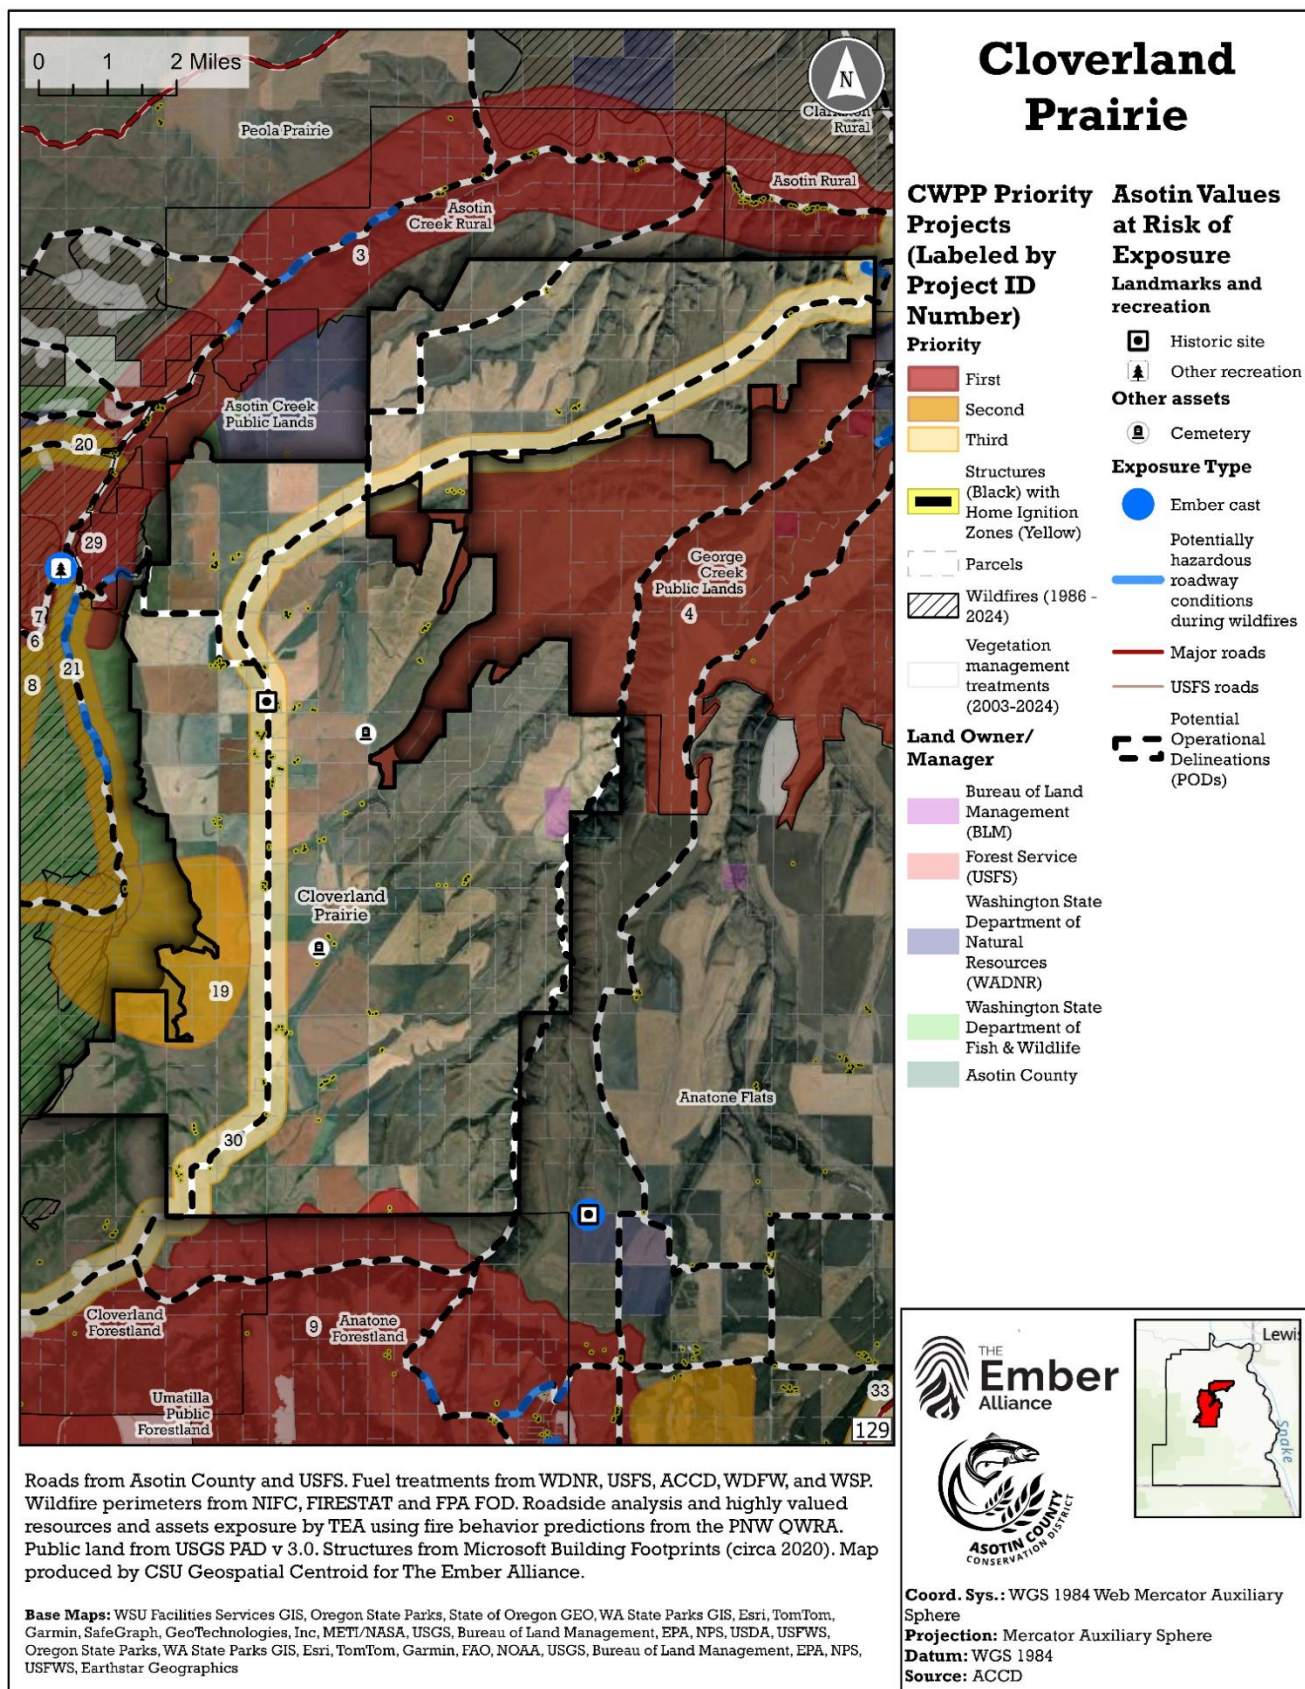 0 1 2 Miles
N
Peola Prairie
Rural
Asotin Rural
Asotin
Creek Rural
3
Asotin Creek
Public Lands
20
29
George
Creek
Public Lands
4
7
6
21
8
Cloverland
Prairie
19
Anatone Flats
30
Cloverland
Forestland
9
Anatone
Forestland
Umatilla
Public
Forestland
33
129
Cloverland
Prairie
CWPP Priority
Projects
(Labeled by
Project ID
Number)
Priority
First
Second
Third
Structures
(Black) with
Home Ignition
Zones (Yellow)
Parcels
Wildfires (1986 -
2024)
Vegetation
management
treatments
(2003-2024)
Land Owner/
Manager
Bureau of Land
Management
(BLM)
Forest Service
(USFS)
Washington State
Department of
Natural
Resources
(WADNR)
Washington State
Department of
Fish & Wildlife
Asotin County
Asotin Values
at Risk of
Exposure
Landmarks and
recreation
Historic site
Other recreation
Other assets
Cemetery
Exposure Type
Ember cast
Potentially
hazardous
roadway
conditions
during wildfires
Major roads
USFS roads
Potential
Operational
Delineations
(PODs)
THE
Ember
Alliance
ASOTIN COUNTY
CONSERVATION DISTRICT
Lewis
Snake
Roads from Asotin County and USFS. Fuel treatments from WDNR, USFS, ACCD, WDFW, and WSP.
Wildfire perimeters from NIFC, FIRESTAT and FPA FOD. Roadside analysis and highly valued
resources and assets exposure by TEA using fire behavior predictions from the PNW QWRA.
Public land from USGS PAD v 3.0. Structures from Microsoft Building Footprints (circa 2020). Map
produced by CSU Geospatial Centroid for The Ember Alliance.
Base Maps: WSU Facilities Services GIS, Oregon State Parks, State of Oregon GEO, WA State Parks GIS, Esri, TomTom,
Garmin, SafeGraph, GeoTechnologies, Inc, METI/NASA, USGS, Bureau of Land Management, EPA, NPS, USDA, USFWS,
Oregon State Parks, WA State Parks GIS, Esri, TomTom, Garmin, FAO, NOAA, USGS, Bureau of Land Management, EPA, NPS,
USFWS, Earthstar Geographics
Coord. Sys.: WGS 1984 Web Mercator Auxiliary
Sphere
Projection: Mercator Auxiliary Sphere
Datum: WGS 1984
Source: ACCD